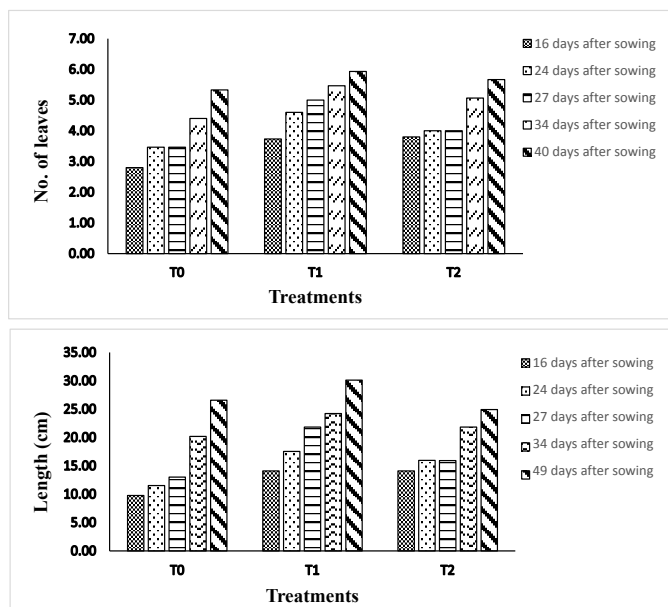 7.00
6.00
5.00
4.00
3.00
2.00
1.00
0.00
No. of leaves
T0 T1 T2
Treatments
16 days after sowing
24 days after sowing
27 days after sowing
34 days after sowing
40 days after sowing
35.00
30.00
25.00
20.00
15.00
10.00
5.00
0.00
Length (cm)
T0 T1 T2
Treatments
16 days after sowing
24 days after sowing
27 days after sowing
34 days after sowing
49 days after sowing